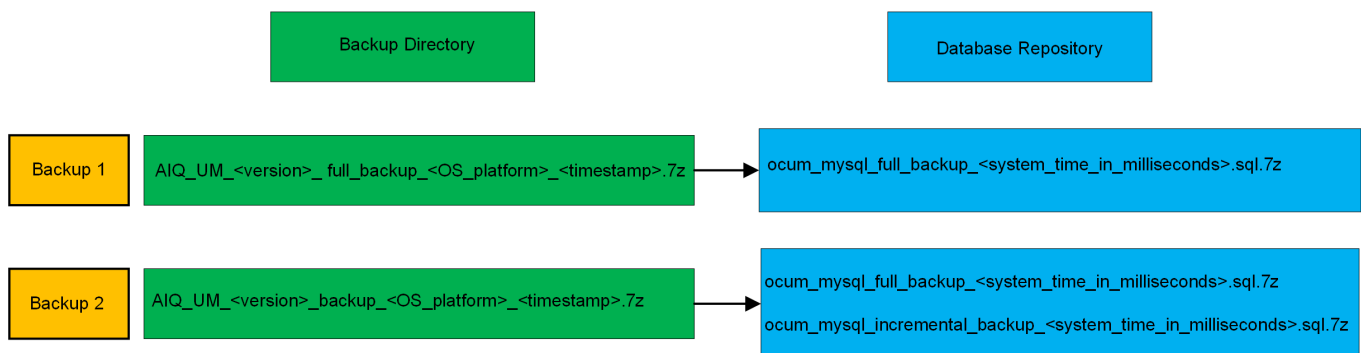 Backup Directory
Database Repository
Backup 1
AIQ_UM_<version>_ full_backup_<OS_platform>_<timestamp>.7z
ocum_mysql_full_backup_<system_time_in_milliseconds>.sql.7z
Backup 2
AIQ_UM_<version>_backup_<OS_platform>_<timestamp>.7z
ocum_mysql_full_backup_<system_time_in_milliseconds>.sql.7z
ocum_mysql_incremental_backup_<system_time_in_milliseconds>.sql.7z